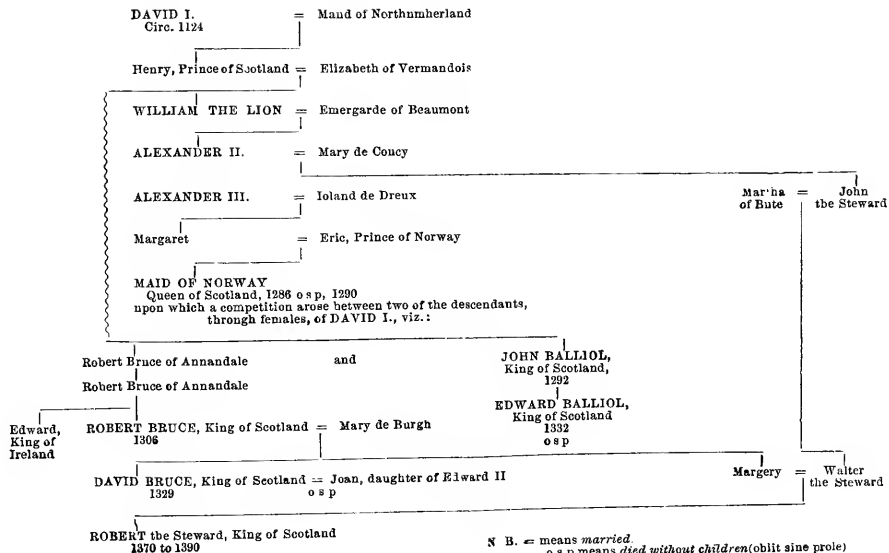 DAVID I. = Maud of Northumherland
Circ. 1124
Henry, Prince of Scotland = Elizabeth of Vermandois
WILLIAM THE LION = Emergarde of Beaumont
ALEXANDER II. = Mary de Coucy
ALEXANDER III. = Ioland de Dreux
Mar'ha = John
of Bute the Steward
Margaret = Eric, Prince of Norway
MAID OF NORWAY
Queen of Scotland, 1286 o s p, 1290
upon which a competition arose between two of the descendants,
through females, of DAVID I., viz.:
Robert Bruce of Annandale and JOHN BALLIOL,
King of Scotland,
1292
Robert Bruce of Annandale
EDWARD BALLIOL,
King of Scotland
1332
o s p
Edward,
King of
Ireland
ROBERT BRUCE, King of Scotland = Mary de Burgh
1306
DAVID BRUCE, King of Scotland = Joan, daughter of Edward II
1329 o s p
Margery = Walter
the Steward
ROBERT the Steward, King of Scotland
1370 to 1390
N B. = means married.
o s p means died without children (oblit sine prole)